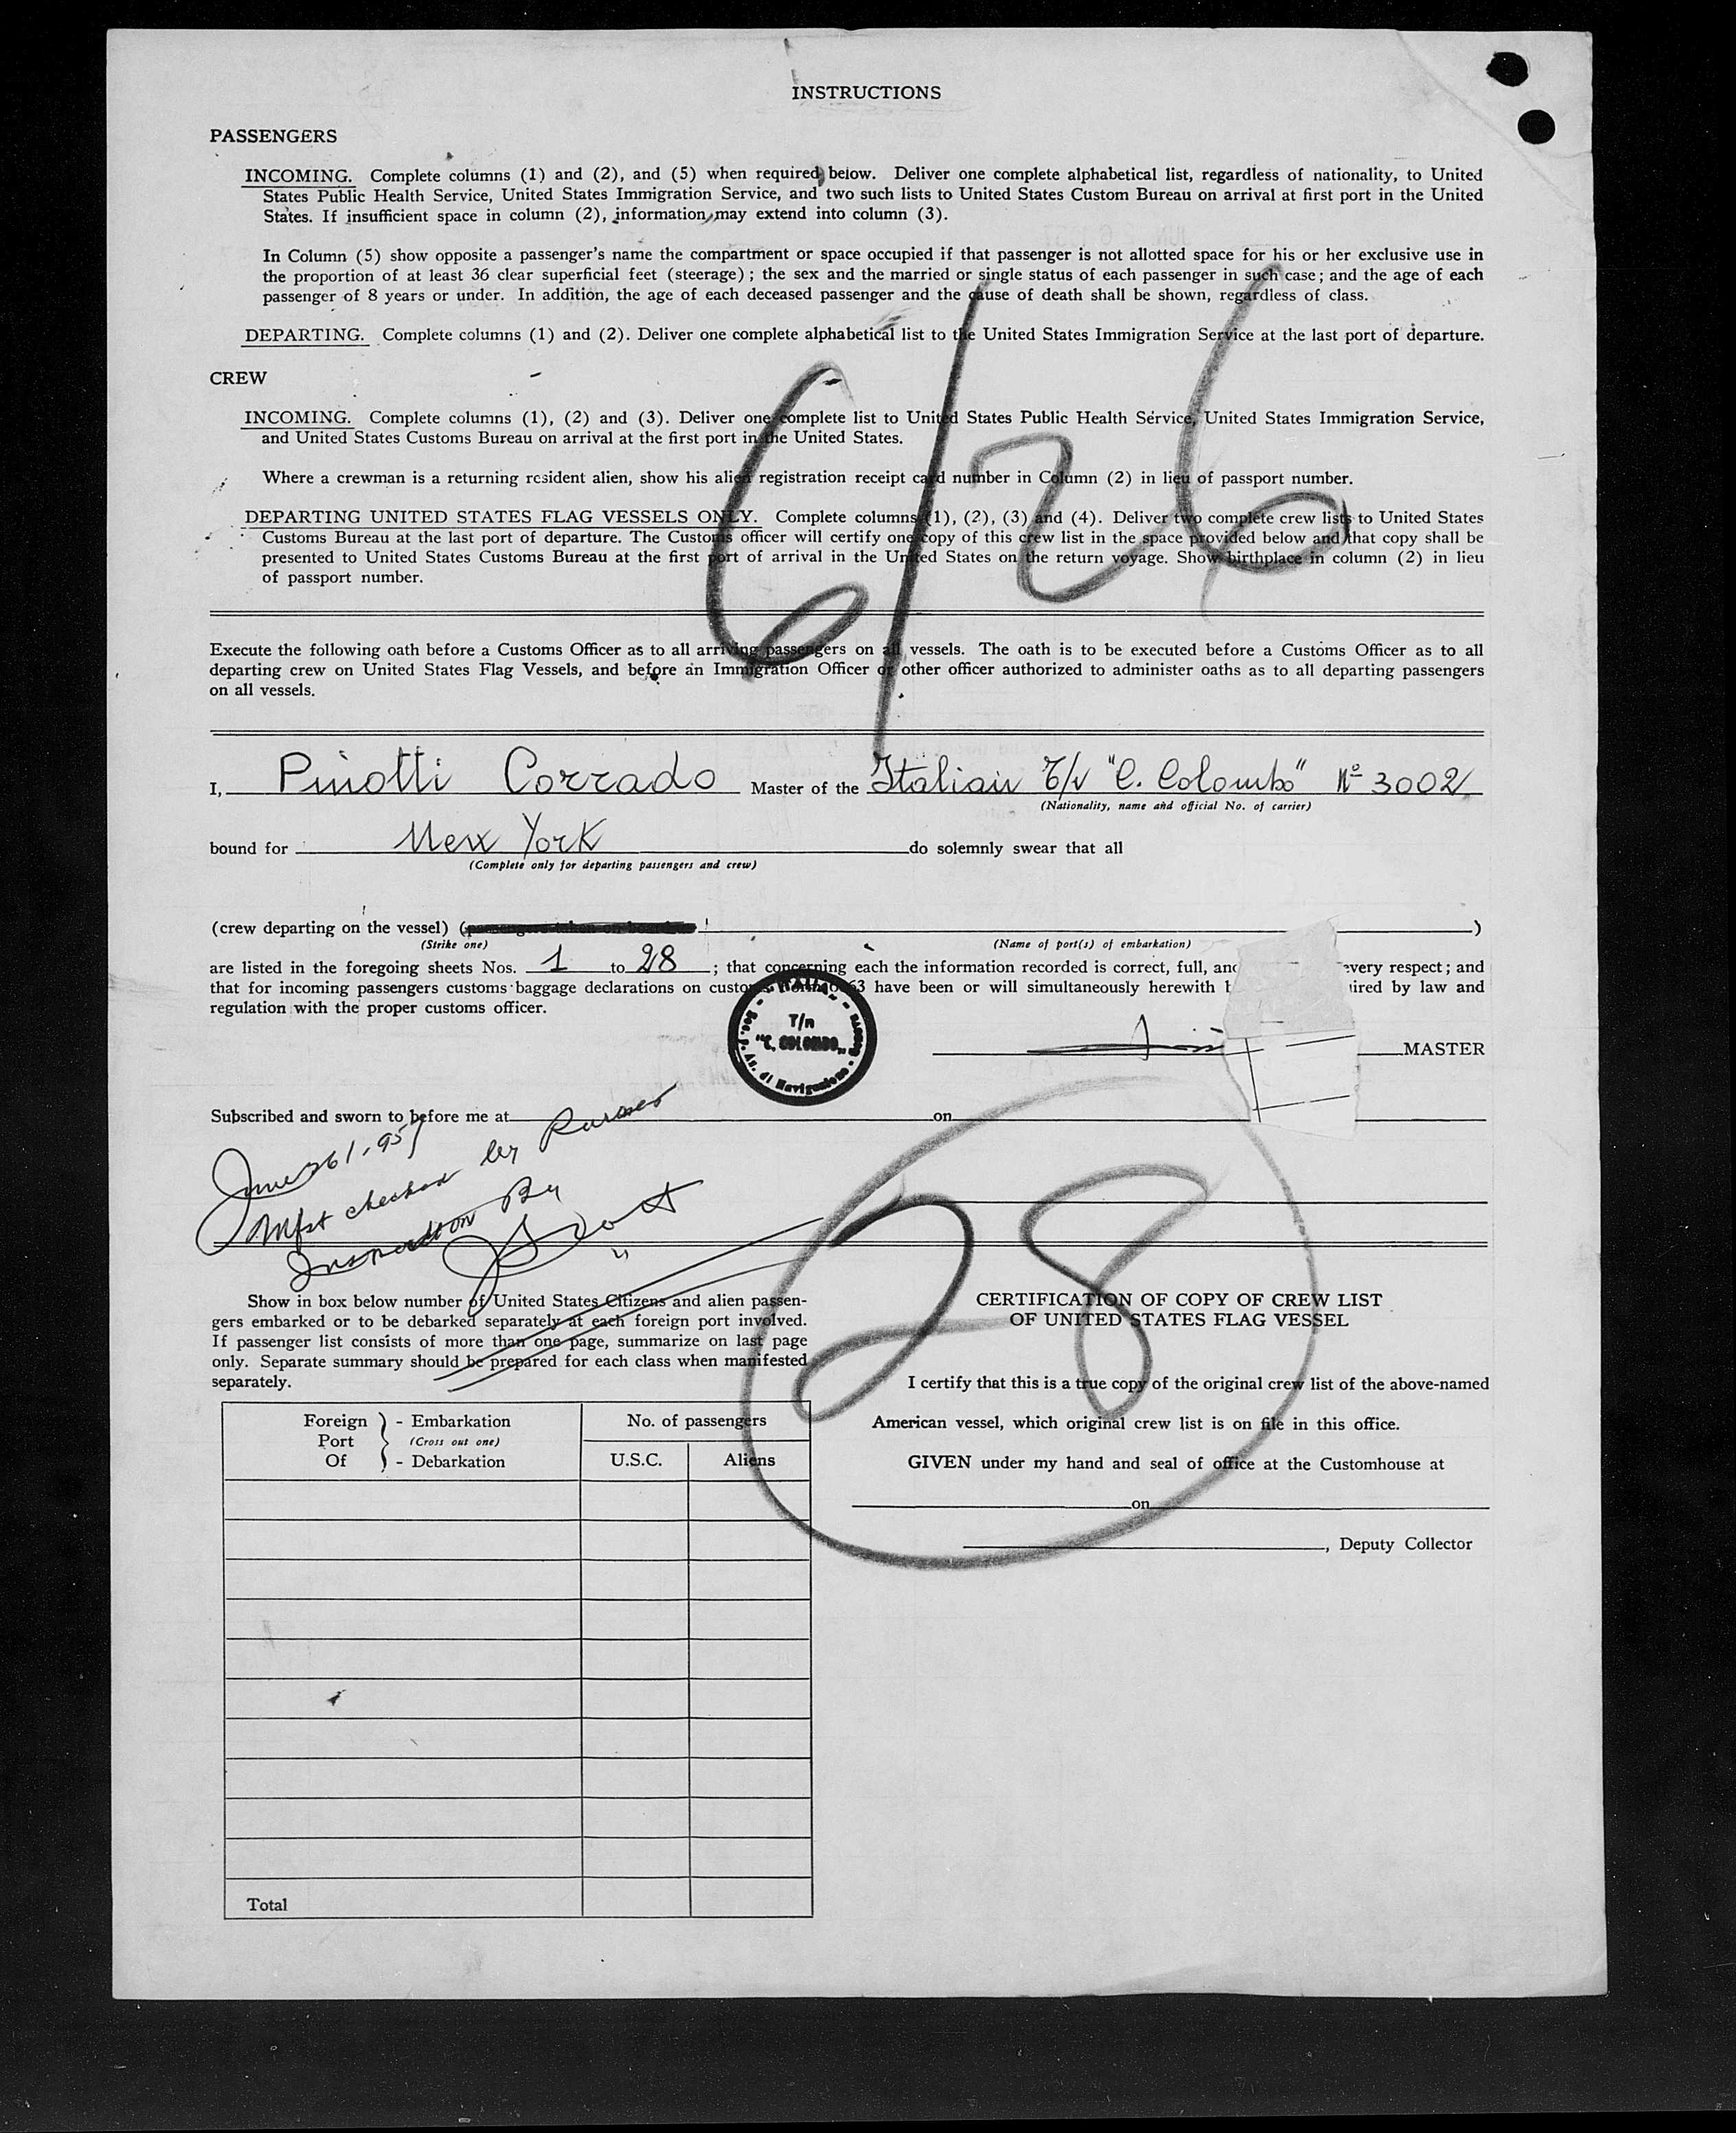 INSTRUCTIONS
PASSENGERS
INCOMING. Complete columns (1) and (2), and (5) when required, below. Deliver one complete alphabetical list, regardless of nationality, to United
States Public Health Service, United States Immigration Service, and two such lists to United States Custom Bureau on arrival at first port in the United
States. If insufficient space in column (2), information may extend into column (3).
In Column (5) show opposite a passenger's name the compartment or space occupied if that passenger is not allotted space for his or her exclusive use in
the proportion of at least 36 clear superficial feet (steerage); the sex and the married or single status of each passenger in such case; and the age of each
passenger of 8 years or under. In addition, the age of each deceased passenger and the cause of death shall be shown, regardless of class.
DEPARTING. Complete columns (1) and (2). Deliver one complete alphabetical list to the United States Immigration Service at the last port of departure.
CREW
INCOMING. Complete columns (1), (2) and (3). Deliver one complete list to United States Public Health Service, United States Immigration Service,
and United States Customs Bureau on arrival at the first port in the United States.
6/26
Where a crewman is a returning resident alien, show his alien registration receipt card number in Column (2) in lieu of passport number.
DEPARTING UNITED STATES FLAG VESSELS ONLY. Complete columns (1), (2), (3) and (4). Deliver two complete crew lists to United States
Customs Bureau at the last port of departure. The Customs officer will certify one copy of this crew list in the space provided below and that copy shall be
presented to United States Customs Bureau at the first port of arrival in the United States on the return voyage. Show birthplace in column (2) in lieu
of passport number.
Execute the following oath before a Customs Officer as to all arriving passengers on all vessels. The oath is to be executed before a Customs Officer as to all
departing crew on United States Flag Vessels, and before an Immigration Officer or other officer authorized to administer oaths as to all departing passengers
on all vessels.
I, Pinotti Corrado Master of the Italian T/n "C. Colombo" Nº 3002
(Nationality, name and official No. of carrier)
bound for New York do solemnly swear that all
(Complete only for departing passengers and crew)
(crew departing on the vessel) (passengers taken on board at )
(Strike one) (Name of port(s) of embarkation)
are listed in the foregoing sheets Nos. 1 to 28 ; that concerning each the information recorded is correct, full, and every respect; and
that for incoming passengers customs baggage declarations on customs have been or will simultaneously herewith by law and
regulation with the proper customs officer.
"ITALIA"
T/n
"C. COLOMBO"
Soc. p. Az. di Navigazione - Genova
MASTER
Subscribed and sworn to before me at on
June 26 1957
Mfst checked by Purser
Inspection By
28
Show in box below number of United States Citizens and alien passen-
gers embarked or to be debarked separately at each foreign port involved.
If passenger list consists of more than one page, summarize on last page
only. Separate summary should be prepared for each class when manifested
separately.
Foreign Port Of - Embarkation
(Cross out one)
- Debarkation
No. of passengers
U.S.C. Aliens
Total
CERTIFICATION OF COPY OF CREW LIST
OF UNITED STATES FLAG VESSEL
I certify that this is a true copy of the original crew list of the above-named
American vessel, which original crew list is on file in this office.
GIVEN under my hand and seal of office at the Customhouse at
on
, Deputy Collector